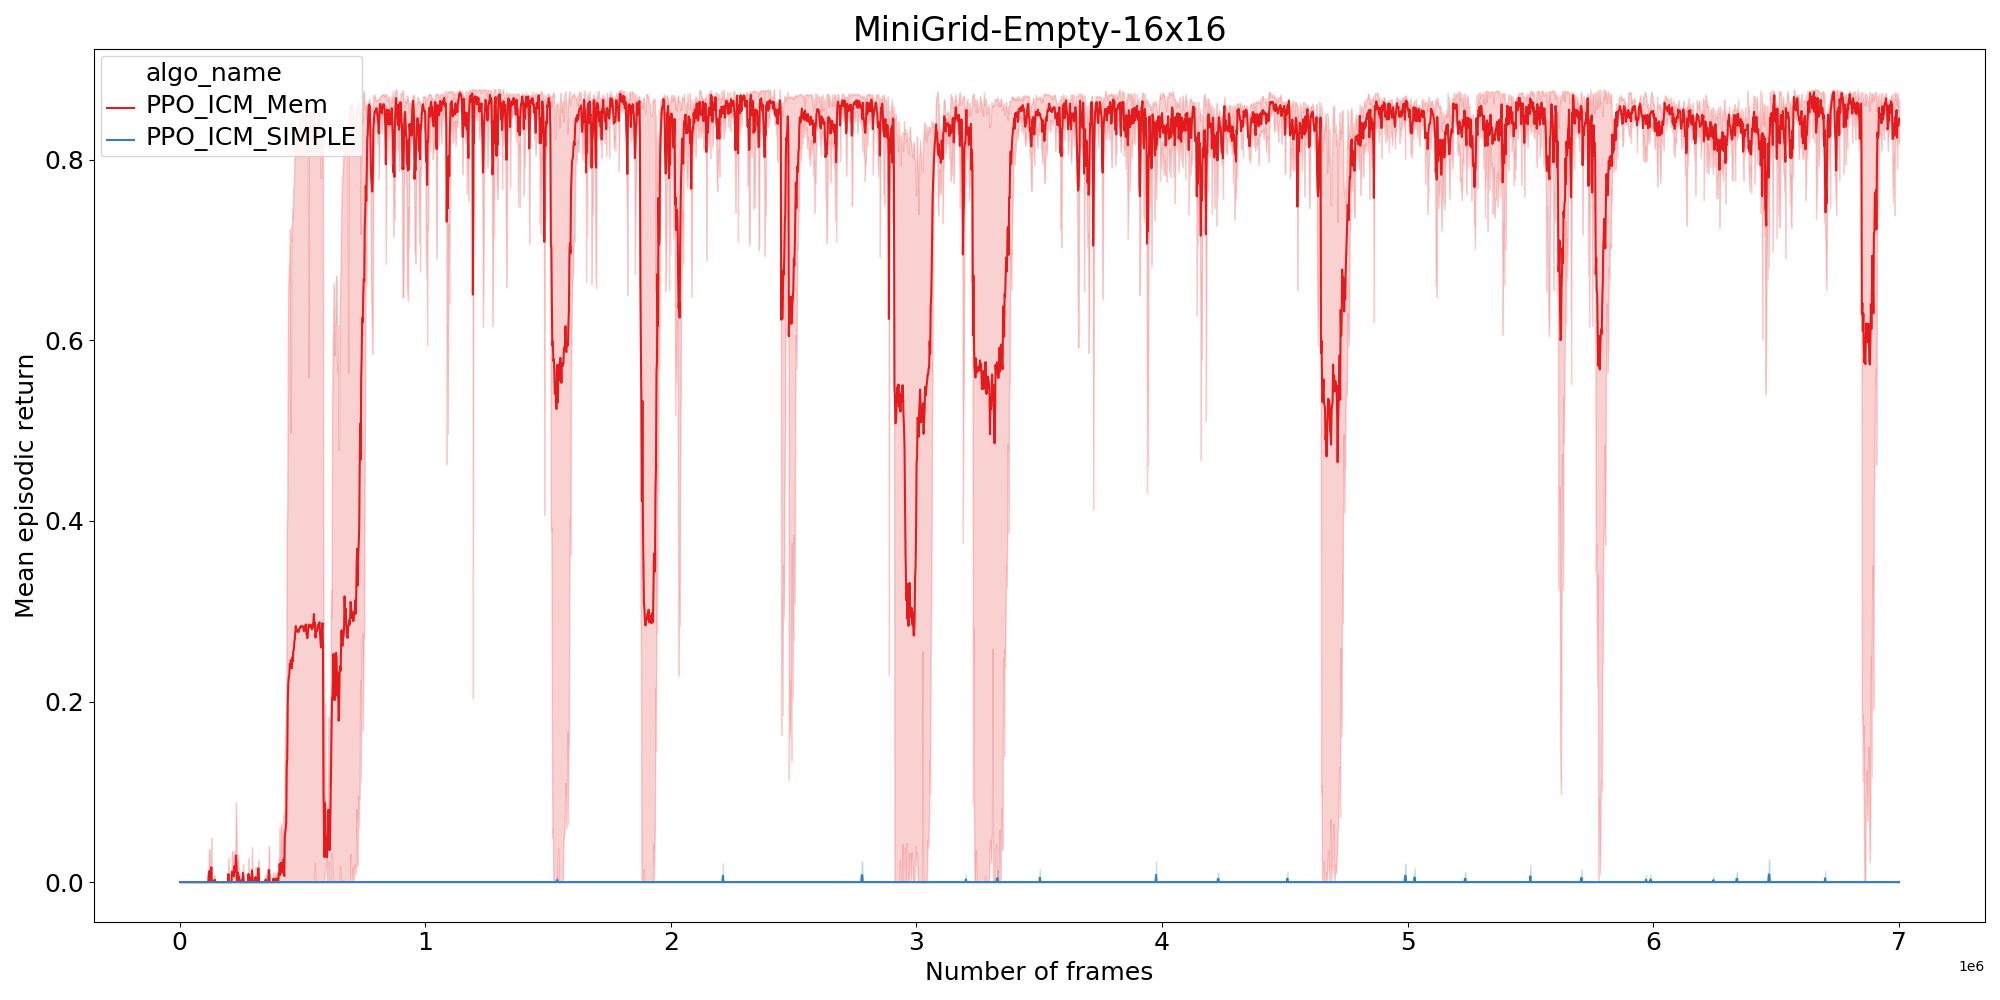 MiniGrid-Empty-16x16
algo_name
PPO_ICM_Mem
PPO_ICM_SIMPLE
Mean episodic return
0.8
0.6
0.4
0.2
0.0
0 1 2 3 4 5 6 7
1e6
Number of frames